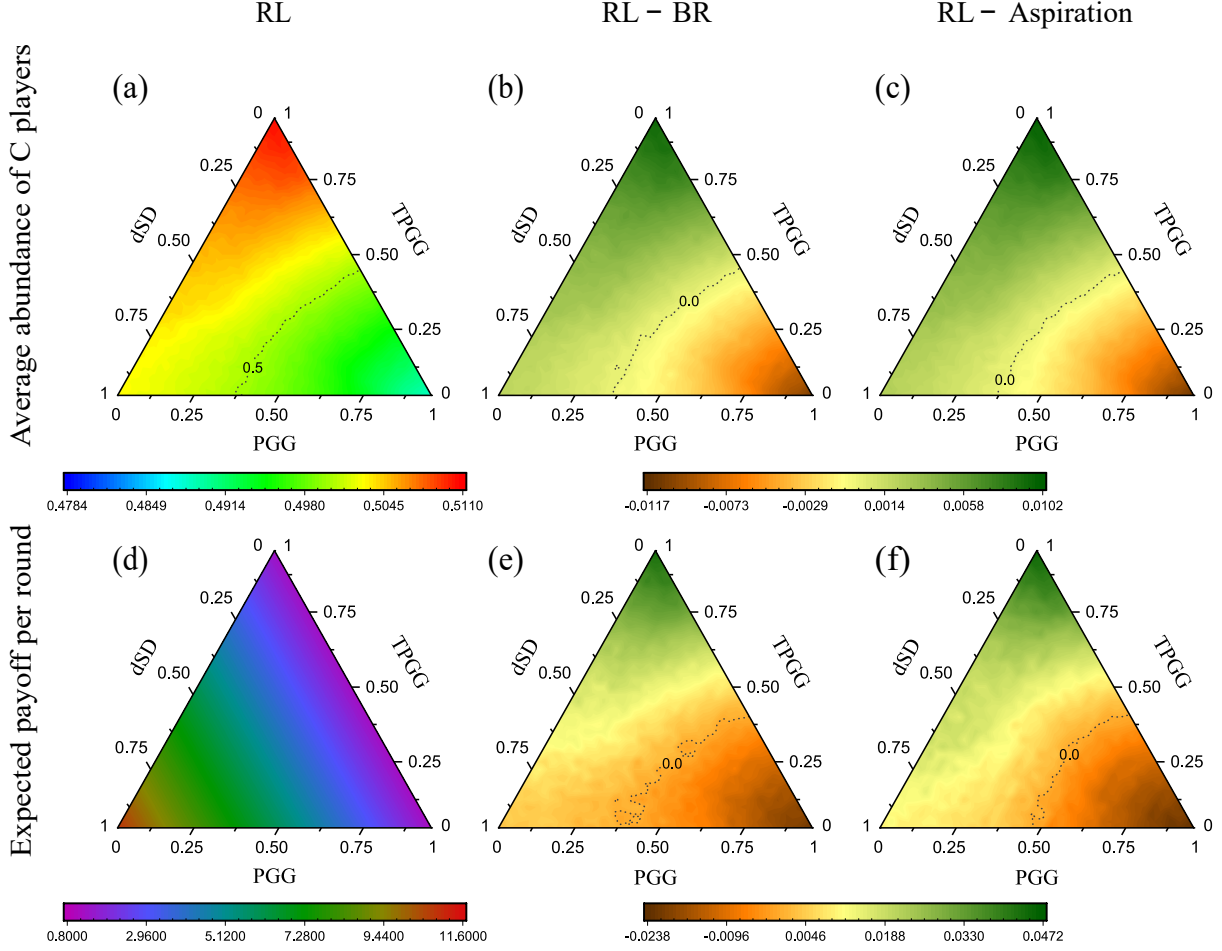 RL
RL − BR
RL − Aspiration
Average abundance of C players
(a)
0 1
0.25 0.75
dSD TPGG
0.50 0.50
0.75 0.25
0.5
1 0
0 0.25 0.50 0.75 1
PGG
(b)
0 1
0.25 0.75
dSD TPGG
0.50 0.50
0.0
0.75 0.25
1 0
0 0.25 0.50 0.75 1
PGG
(c)
0 1
0.25 0.75
dSD TPGG
0.50 0.50
0.75 0.25
0.0
1 0
0 0.25 0.50 0.75 1
PGG
0.4784 0.4849 0.4914 0.4980 0.5045 0.5110
-0.0117 -0.0073 -0.0029 0.0014 0.0058 0.0102
Expected payoff per round
(d)
0 1
0.25 0.75
dSD TPGG
0.50 0.50
0.75 0.25
1 0
0 0.25 0.50 0.75 1
PGG
(e)
0 1
0.25 0.75
dSD TPGG
0.50 0.50
0.75 0.25
0.0
1 0
0 0.25 0.50 0.75 1
PGG
(f)
0 1
0.25 0.75
dSD TPGG
0.50 0.50
0.0
0.75 0.25
1 0
0 0.25 0.50 0.75 1
PGG
0.8000 2.9600 5.1200 7.2800 9.4400 11.6000
-0.0238 -0.0096 0.0046 0.0188 0.0330 0.0472